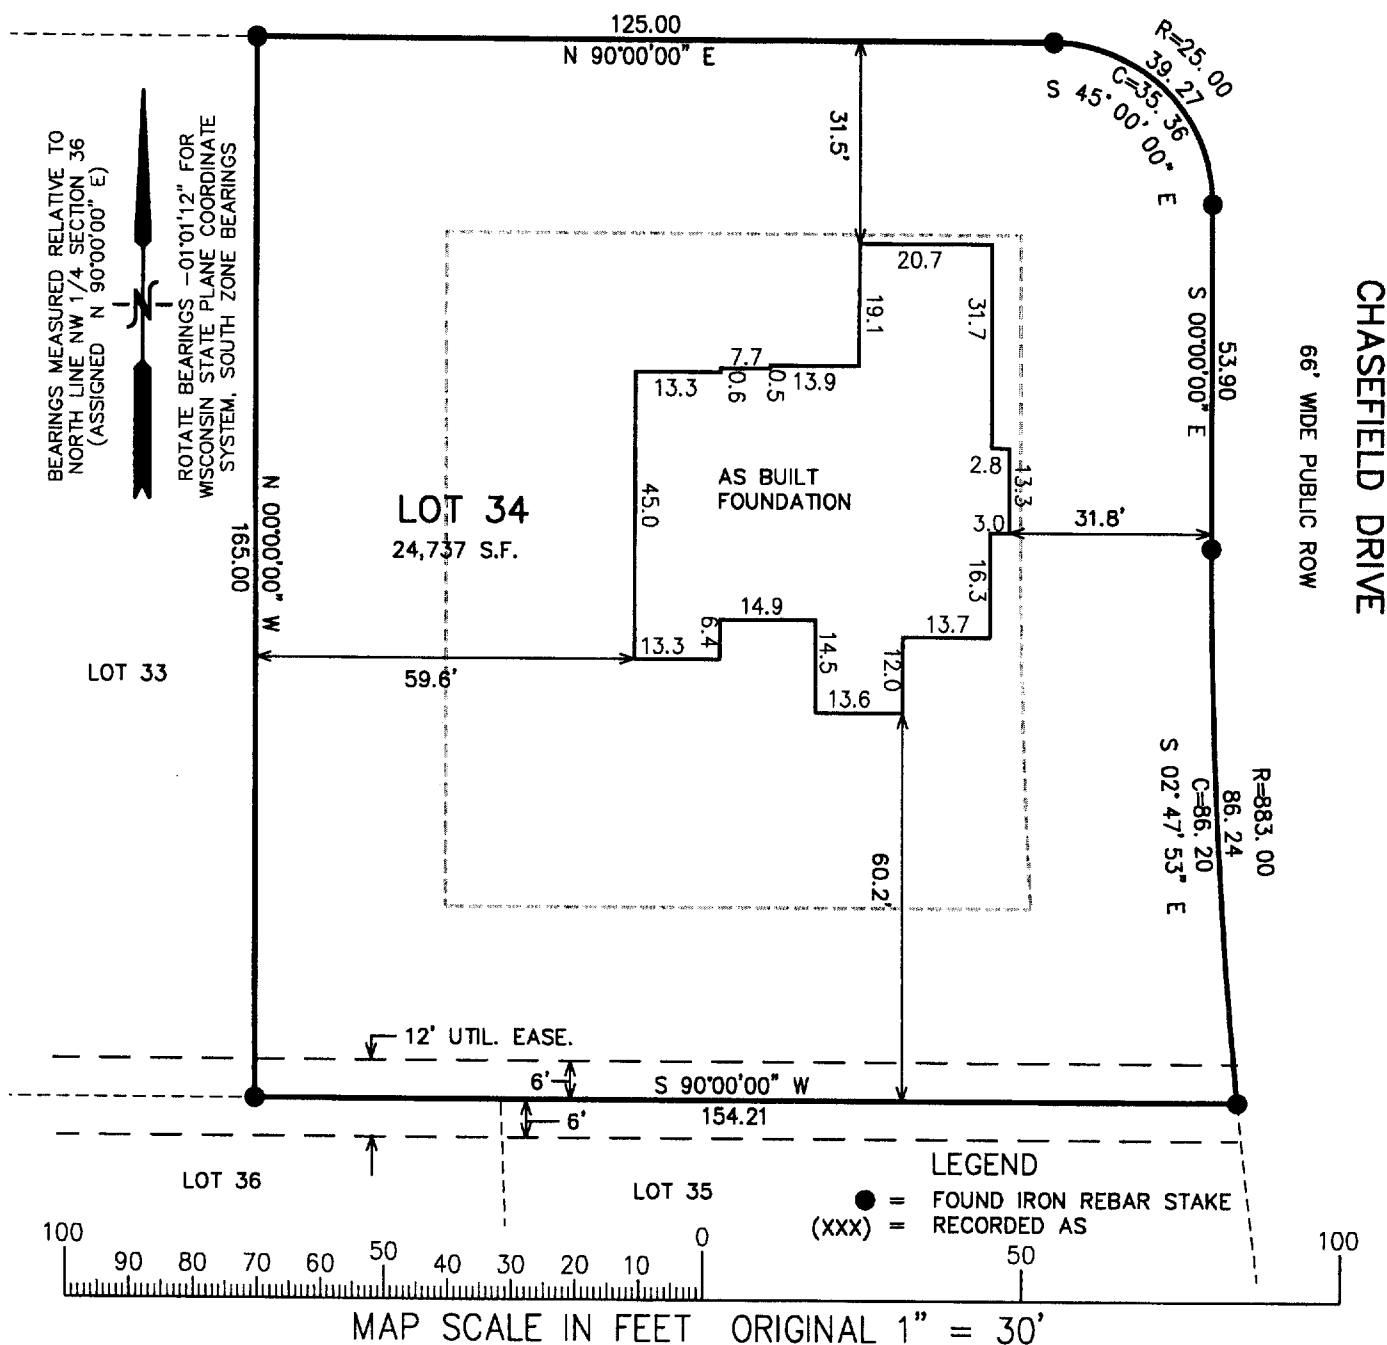 125.00
N 90°00'00" E
R=25.00
39.27
C=35.36
S 45°00'00" E
31.5'
BEARINGS MEASURED RELATIVE TO
NORTH LINE NW 1/4 SECTION 36
(ASSIGNED N 90°00'00" E)
N
ROTATE BEARINGS -01°01'12" FOR
WISCONSIN STATE PLANE COORDINATE
SYSTEM, SOUTH ZONE BEARINGS
20.7
19.1
31.7
7.7
13.3
0.6
0.5
13.9
S 00°00'00" E
53.90
66' WIDE PUBLIC ROW
CHASEFIELD DRIVE
2.8
13.3
3.0
31.8'
AS BUILT
FOUNDATION
45.0
LOT 34
24,737 S.F.
N 00°00'00" W
165.00
16.3
14.9
6.4
13.3
14.5
13.7
12.0
13.6
LOT 33
59.6'
60.2'
R=883.00
86.24
C=86.20
S 02°47'53" E
12' UTIL. EASE.
6'
S 90°00'00" W
154.21
6'
LOT 36
LOT 35
LEGEND
= FOUND IRON REBAR STAKE
(XXX) = RECORDED AS
100 90 80 70 60 50 40 30 20 10 0 50 100
MAP SCALE IN FEET ORIGINAL 1" = 30'